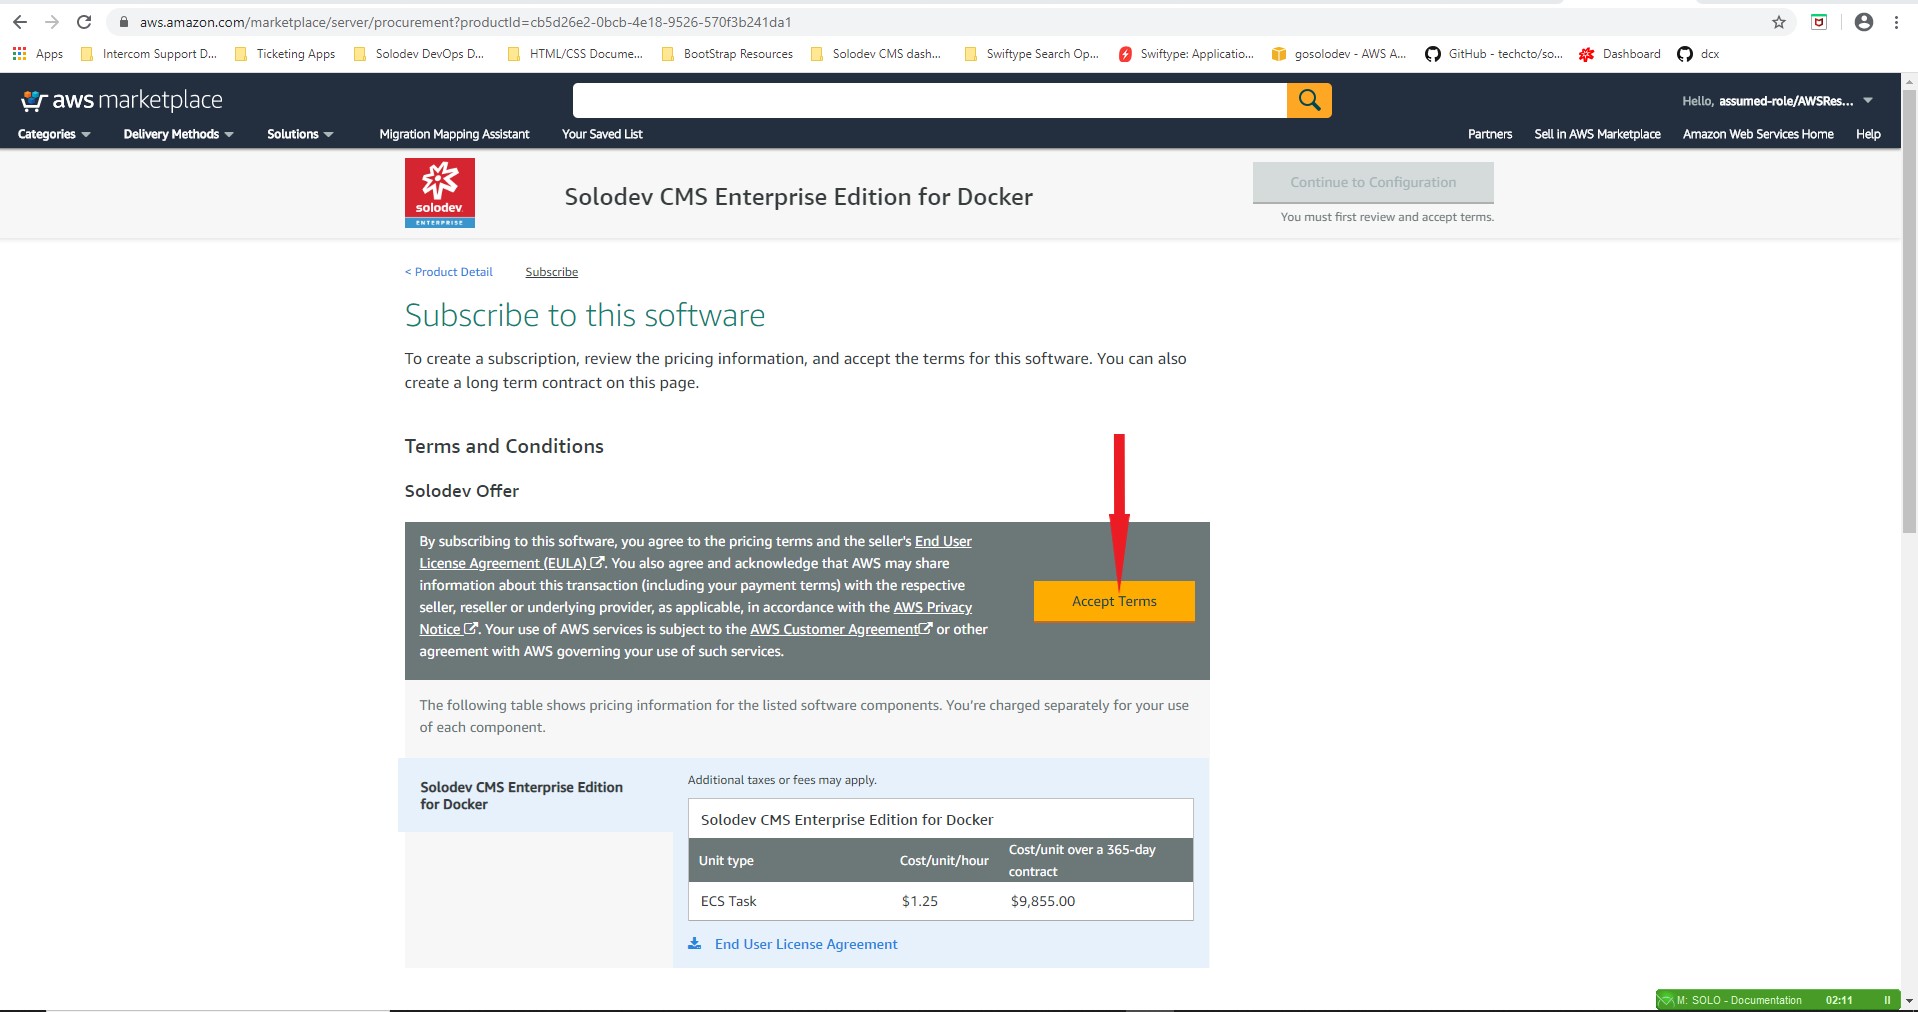 aws.amazon.com/marketplace/server/procurement?productId=cb5d26e2-0bcb-4e18-9526-570f3b241da1
Apps Intercom Support D... Ticketing Apps Solodev DevOps D... HTML/CSS Docume... BootStrap Resources Solodev CMS dash... Swiftype Search Op... Swiftype: Applicatio... gosolodev - AWS A... GitHub - techcto/so... Dashboard dcx
aws marketplace
Hello, assumed-role/AWSRes...
Categories Delivery Methods Solutions Migration Mapping Assistant Your Saved List Partners Sell in AWS Marketplace Amazon Web Services Home Help
solodev
ENTERPRISE
Solodev CMS Enterprise Edition for Docker
Continue to Configuration
You must first review and accept terms.
< Product Detail Subscribe
Subscribe to this software
To create a subscription, review the pricing information, and accept the terms for this software. You can also
create a long term contract on this page.
Terms and Conditions
Solodev Offer
By subscribing to this software, you agree to the pricing terms and the seller's End User
License Agreement (EULA). You also agree and acknowledge that AWS may share
information about this transaction (including your payment terms) with the respective
seller, reseller or underlying provider, as applicable, in accordance with the AWS Privacy
Notice. Your use of AWS services is subject to the AWS Customer Agreement or other
agreement with AWS governing your use of such services.
Accept Terms
The following table shows pricing information for the listed software components. You're charged separately for your use
of each component.
Solodev CMS Enterprise Edition
for Docker
Additional taxes or fees may apply.
Solodev CMS Enterprise Edition for Docker
Unit type Cost/unit/hour Cost/unit over a 365-day
contract
ECS Task $1.25 $9,855.00
End User License Agreement
M: SOLO - Documentation 02:11